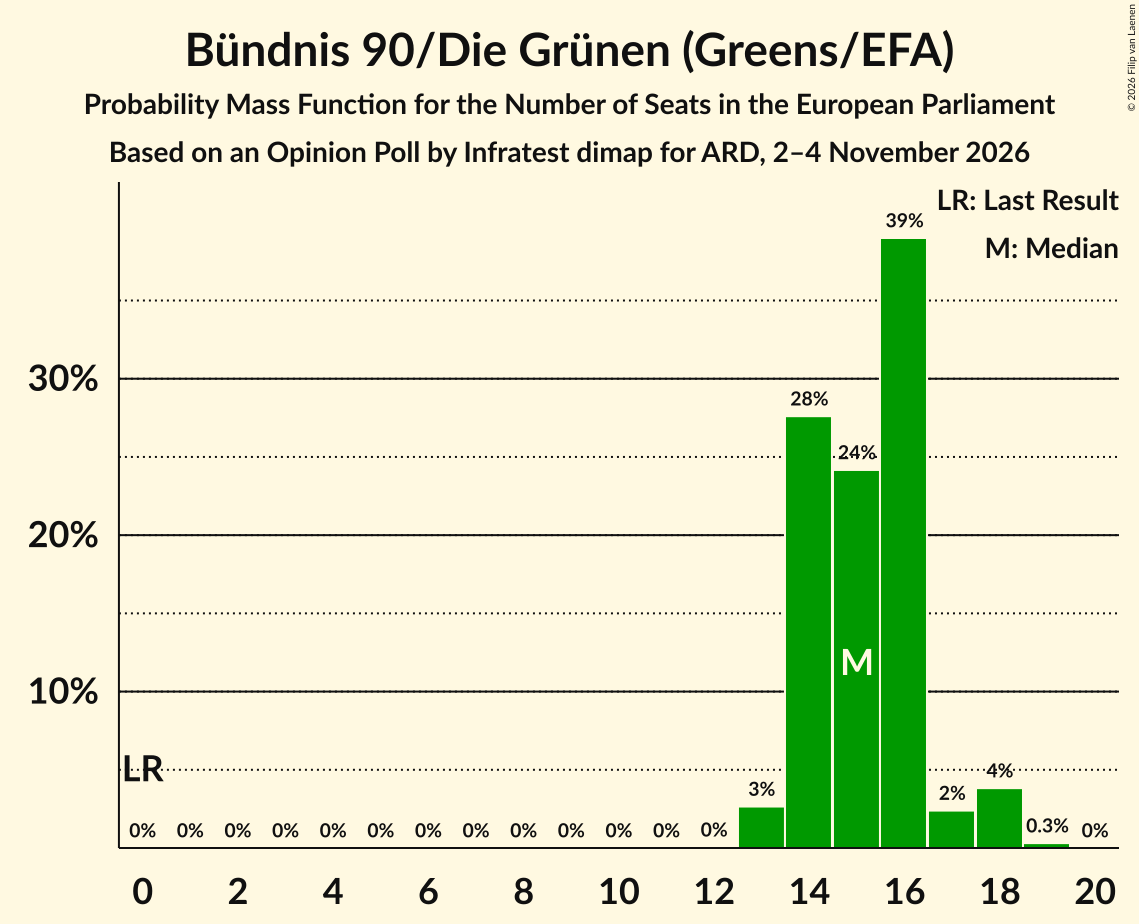 Bündnis 90/Die Grünen (Greens/EFA)
Probability Mass Function for the Number of Seats in the European Parliament
Based on an Opinion Poll by Infratest dimap for ARD, 2–4 November 2026
© 2026 Filip van Laenen
LR: Last Result
M: Median
39%
30%
28%
24%
20%
M
10%
LR
0% 0% 0% 0% 0% 0% 0% 0% 0% 0% 0% 0% 0% 3% 2% 4% 0.3% 0%
0 2 4 6 8 10 12 14 16 18 20